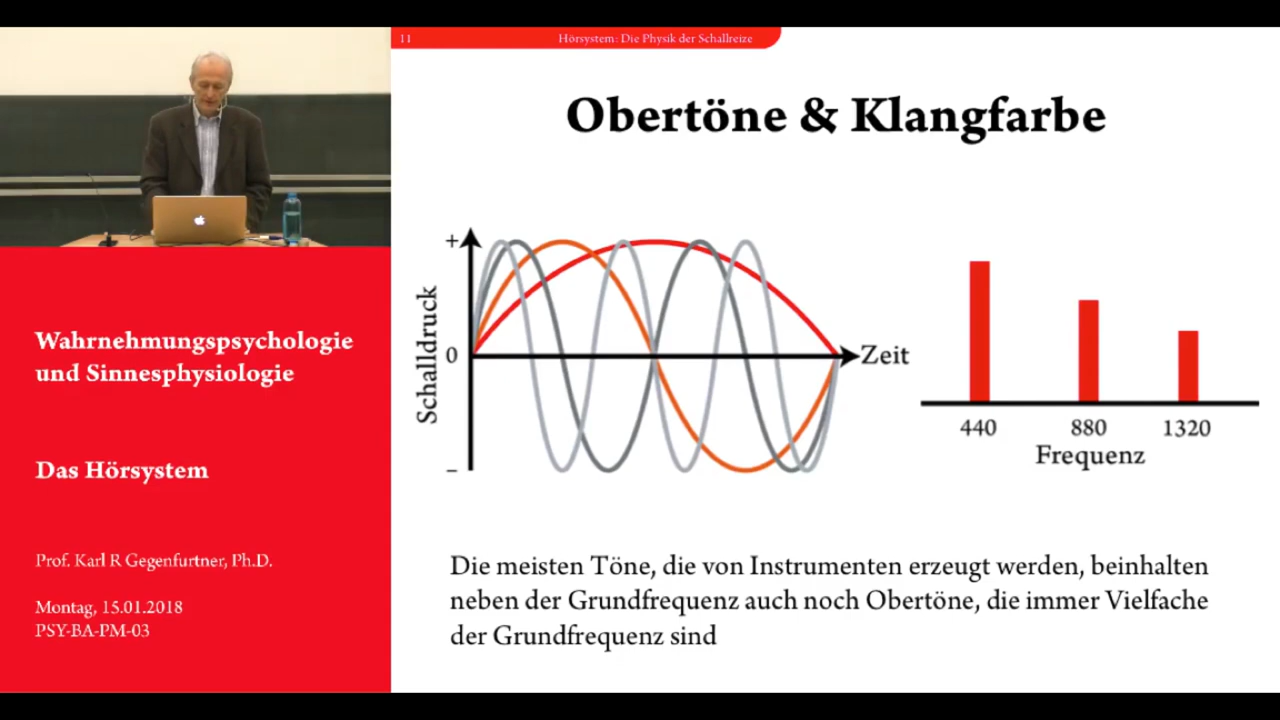 11
Hörsystem: Die Physik der Schallreize
Obertöne & Klangfarbe
+
Schalldruck
0
Zeit
–
440
880
1320
Frequenz
Die meisten Töne, die von Instrumenten erzeugt werden, beinhalten
neben der Grundfrequenz auch noch Obertöne, die immer Vielfache
der Grundfrequenz sind
Wahrnehmungspsychologie
und Sinnesphysiologie
Das Hörsystem
Prof. Karl R Gegenfurtner, Ph.D.
Montag, 15.01.2018
PSY-BA-PM-03